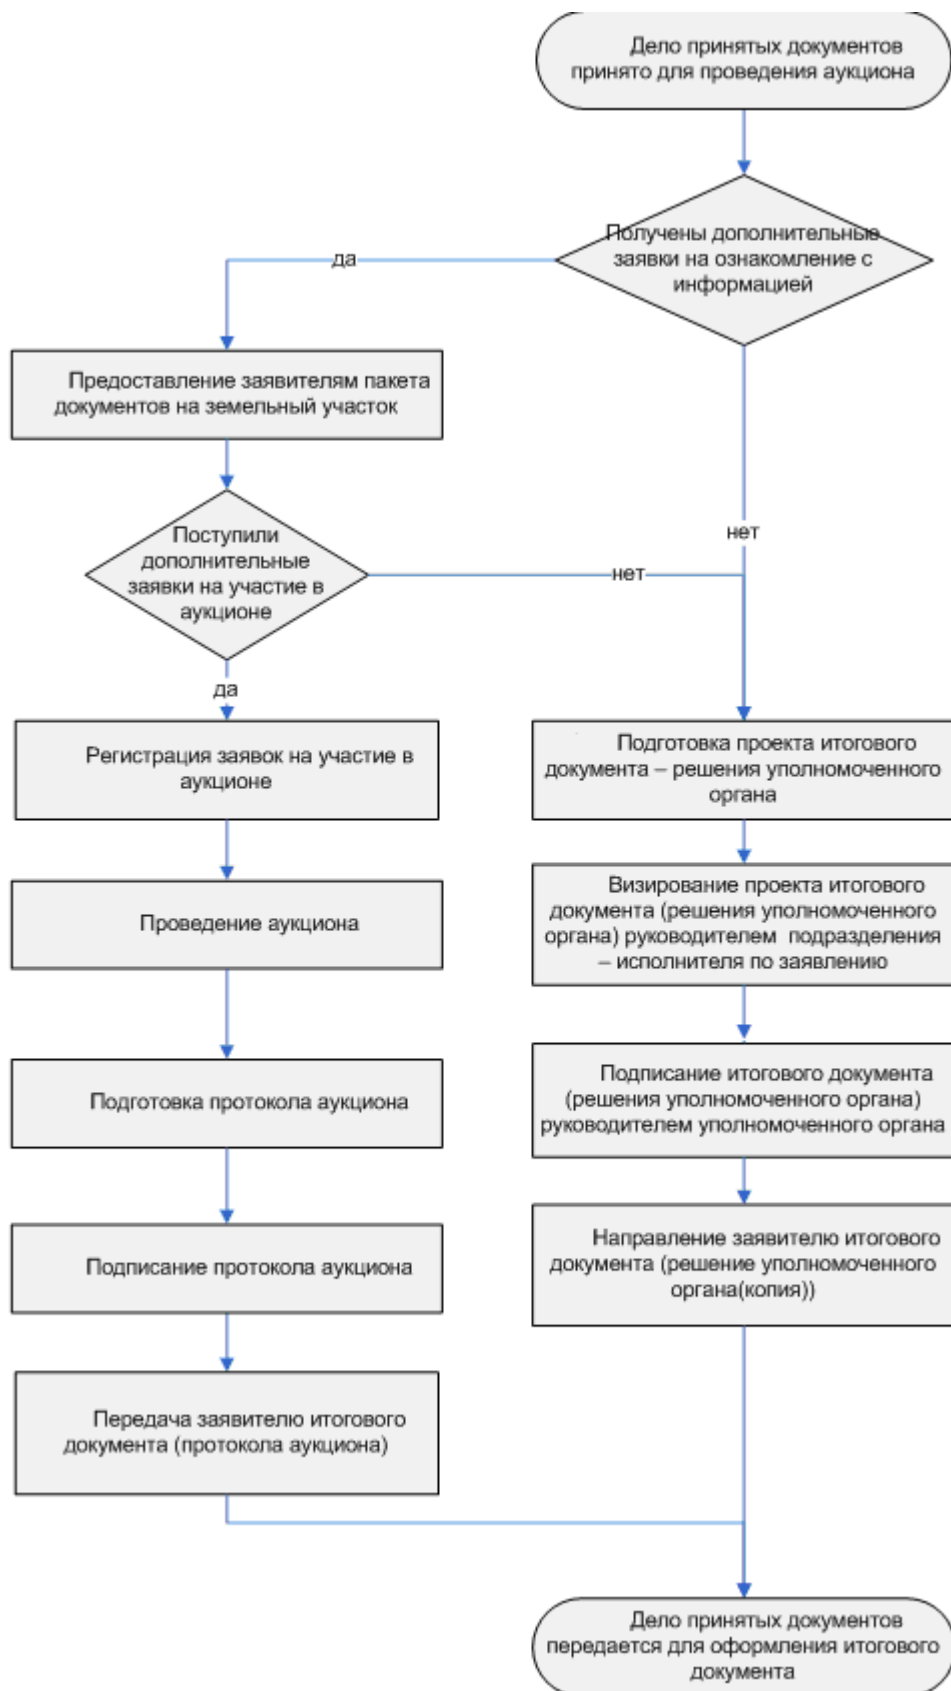 Дело принятых документов
принято для проведения аукциона
Получены дополнительные
заявки на ознакомление с
информацией
да
Предоставление заявителям пакета
документов на земельный участок
нет
Поступили
дополнительные
заявки на участие в
аукционе
нет
да
Регистрация заявок на участие в
аукционе
Подготовка проекта итогового
документа – решения уполномоченного
органа
Проведение аукциона
Визирование проекта итогового
документа (решения уполномоченного
органа) руководителем подразделения
– исполнителя по заявлению
Подготовка протокола аукциона
Подписание итогового документа
(решения уполномоченного органа)
руководителем уполномоченного органа
Подписание протокола аукциона
Направление заявителю итогового
документа (решение уполномоченного
органа(копия))
Передача заявителю итогового
документа (протокола аукциона)
Дело принятых документов
передается для оформления итогового
документа